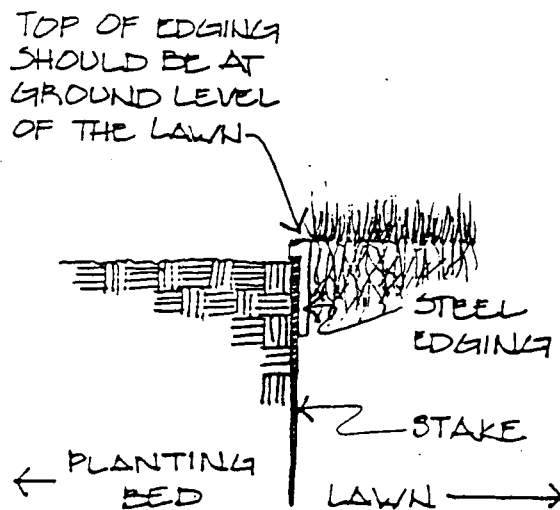 TOP OF EDGING
SHOULD BE AT
GROUND LEVEL
OF THE LAWN
STEEL
EDGING
STAKE
PLANTING
BED
LAWN